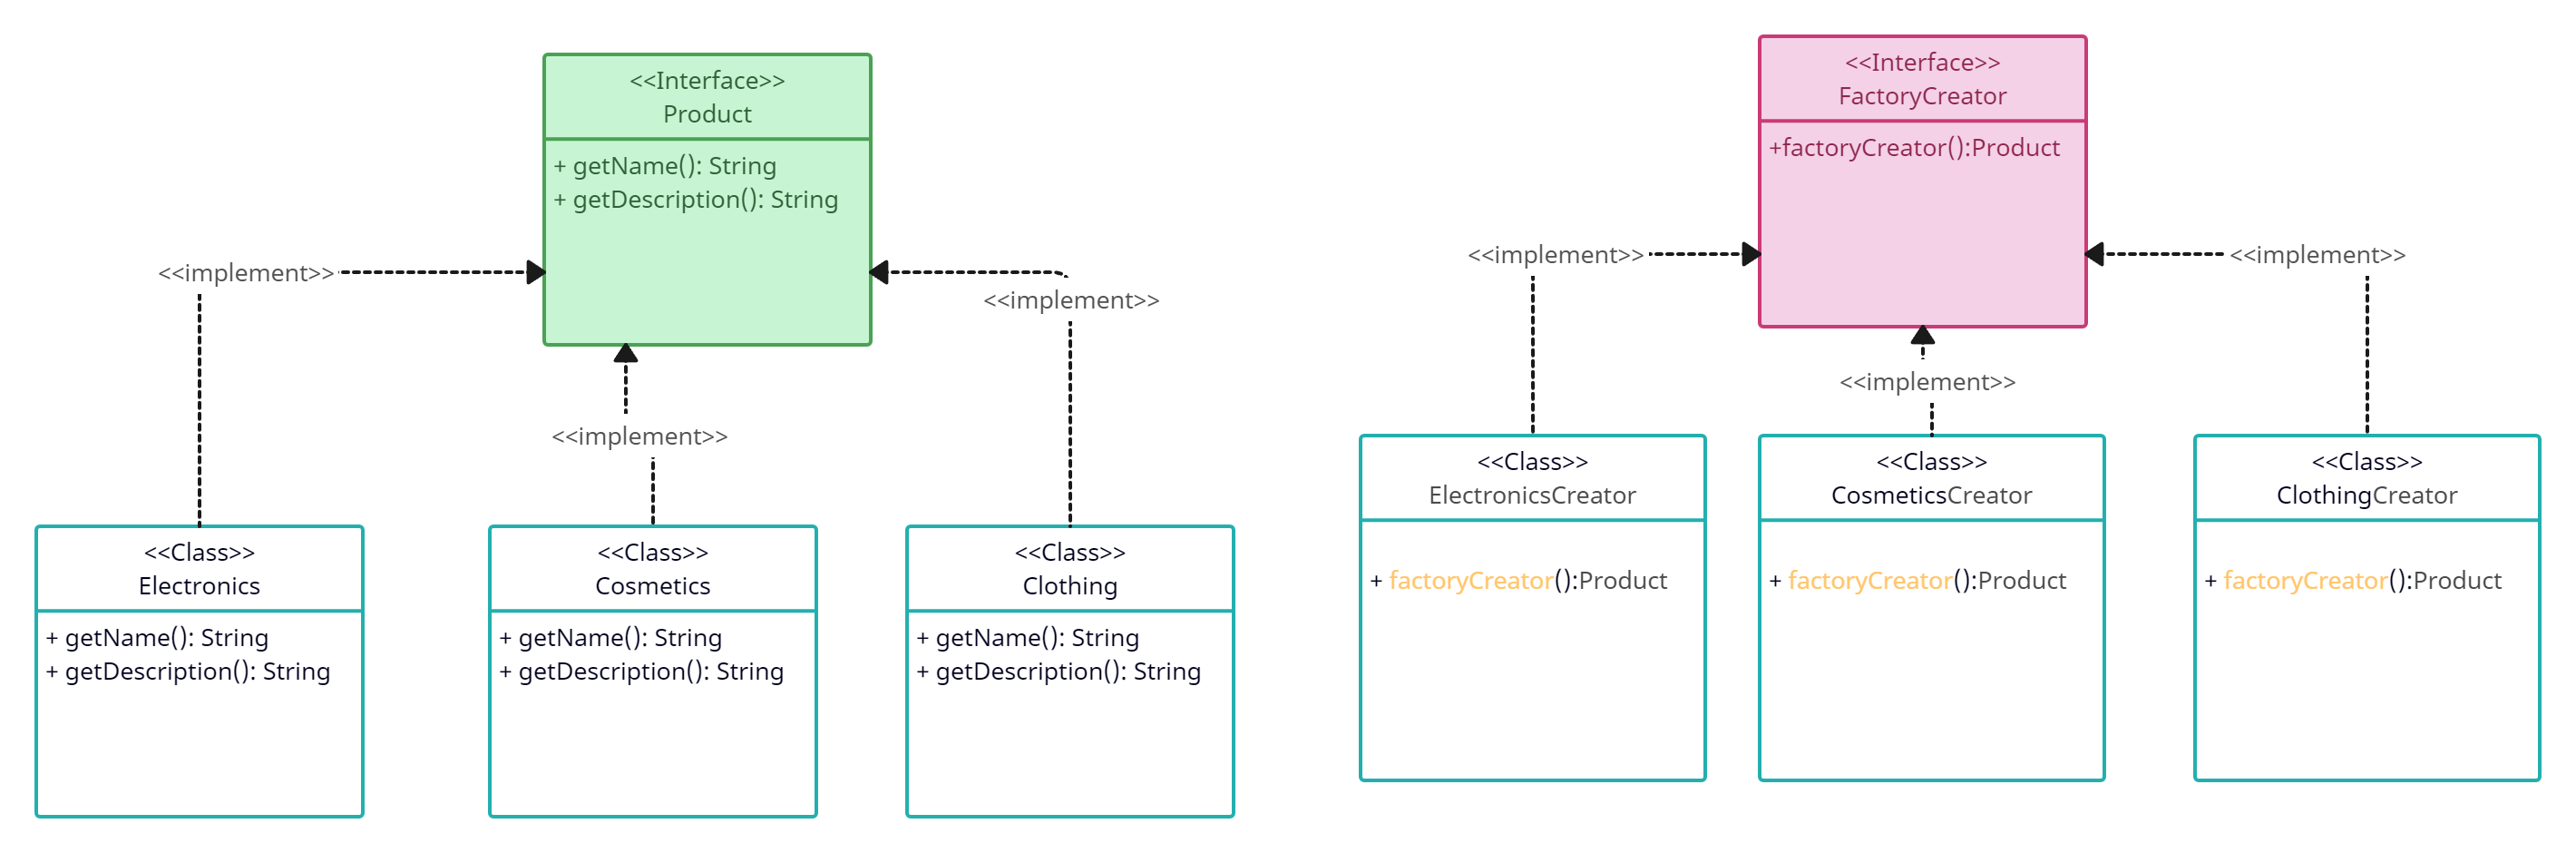 <<Interface>>
Product
+ getName(): String
+ getDescription(): String
<<implement>>
<<implement>>
<<implement>>
<<Class>>
Electronics
+ getName(): String
+ getDescription(): String
<<Class>>
Cosmetics
+ getName(): String
+ getDescription(): String
<<Class>>
Clothing
+ getName(): String
+ getDescription(): String
<<Interface>>
FactoryCreator
+factoryCreator():Product
<<implement>>
<<implement>>
<<implement>>
<<Class>>
ElectronicsCreator
+ factoryCreator():Product
<<Class>>
CosmeticsCreator
+ factoryCreator():Product
<<Class>>
ClothingCreator
+ factoryCreator():Product